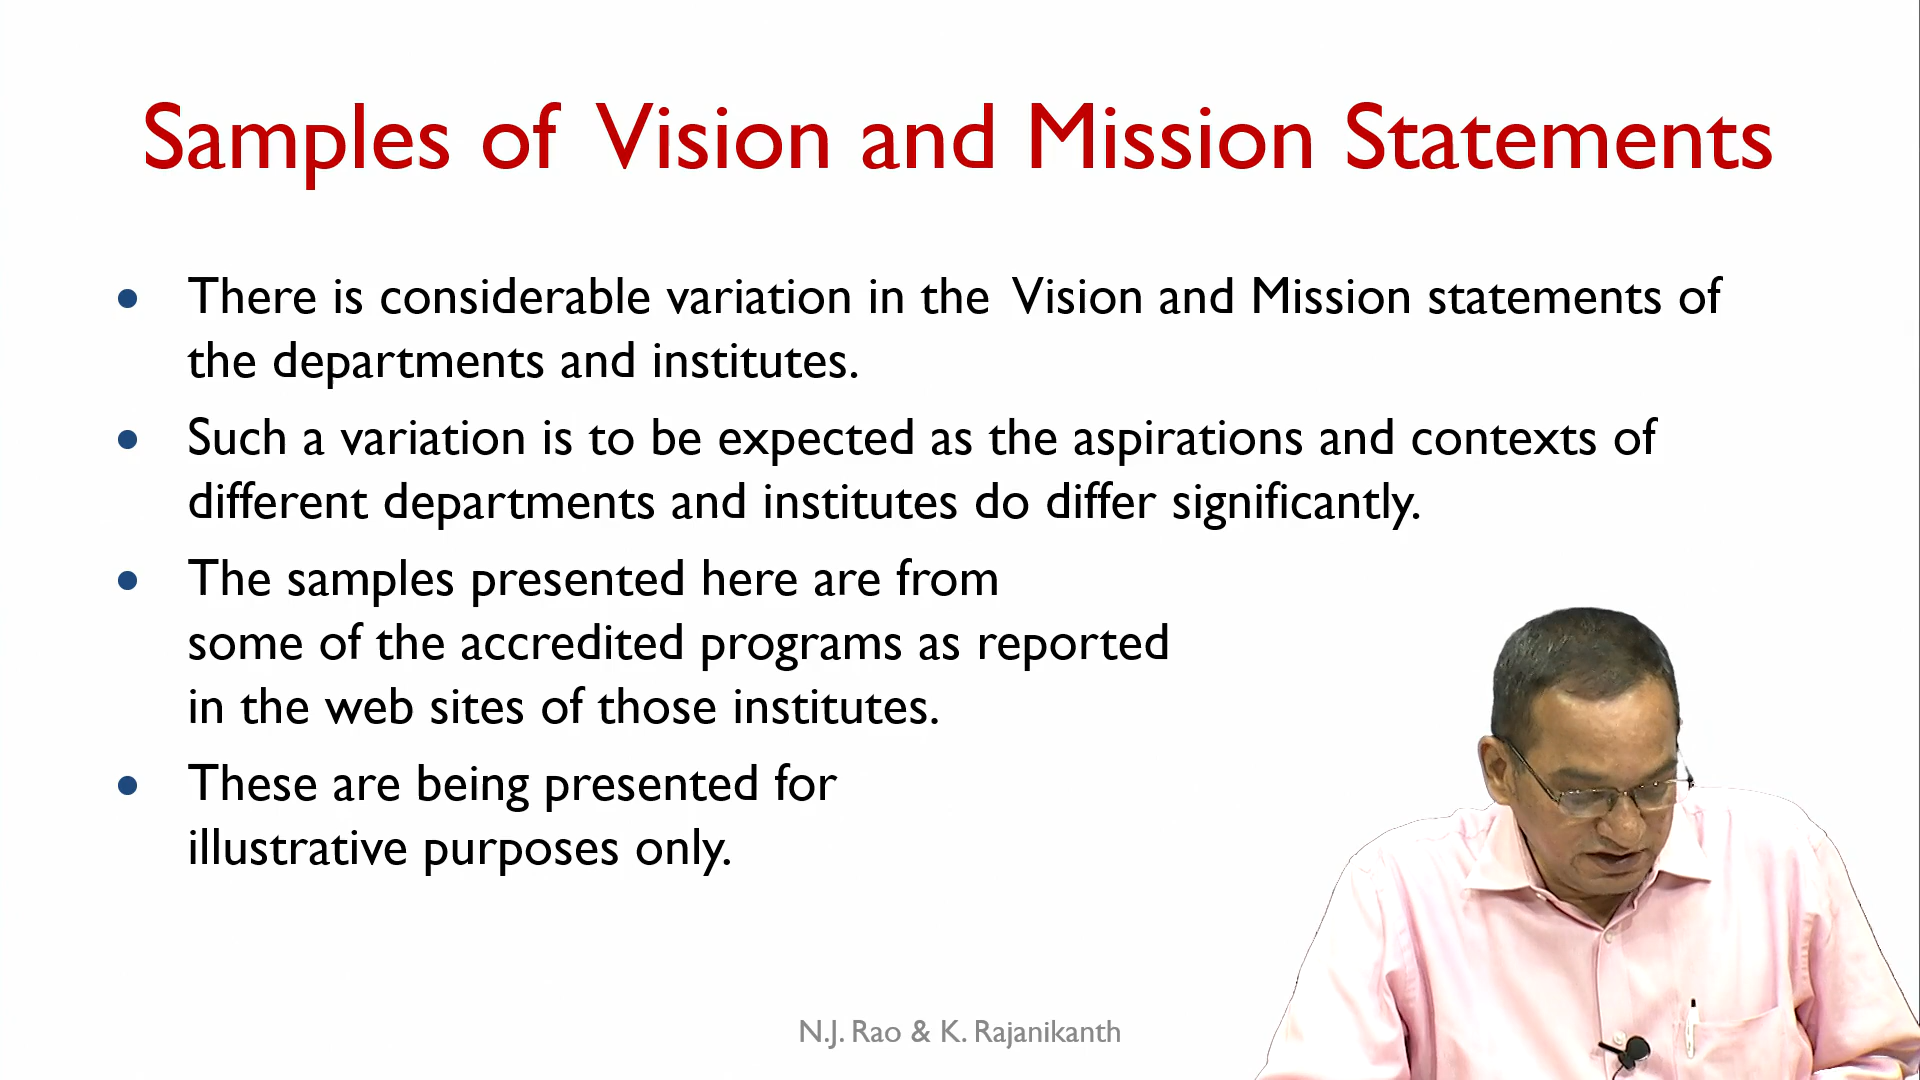 Samples of Vision and Mission Statements
• There is considerable variation in the Vision and Mission statements of
the departments and institutes.
• Such a variation is to be expected as the aspirations and contexts of
different departments and institutes do differ significantly.
• The samples presented here are from
some of the accredited programs as reported
in the web sites of those institutes.
• These are being presented for
illustrative purposes only.
N.J. Rao & K. Rajanikanth